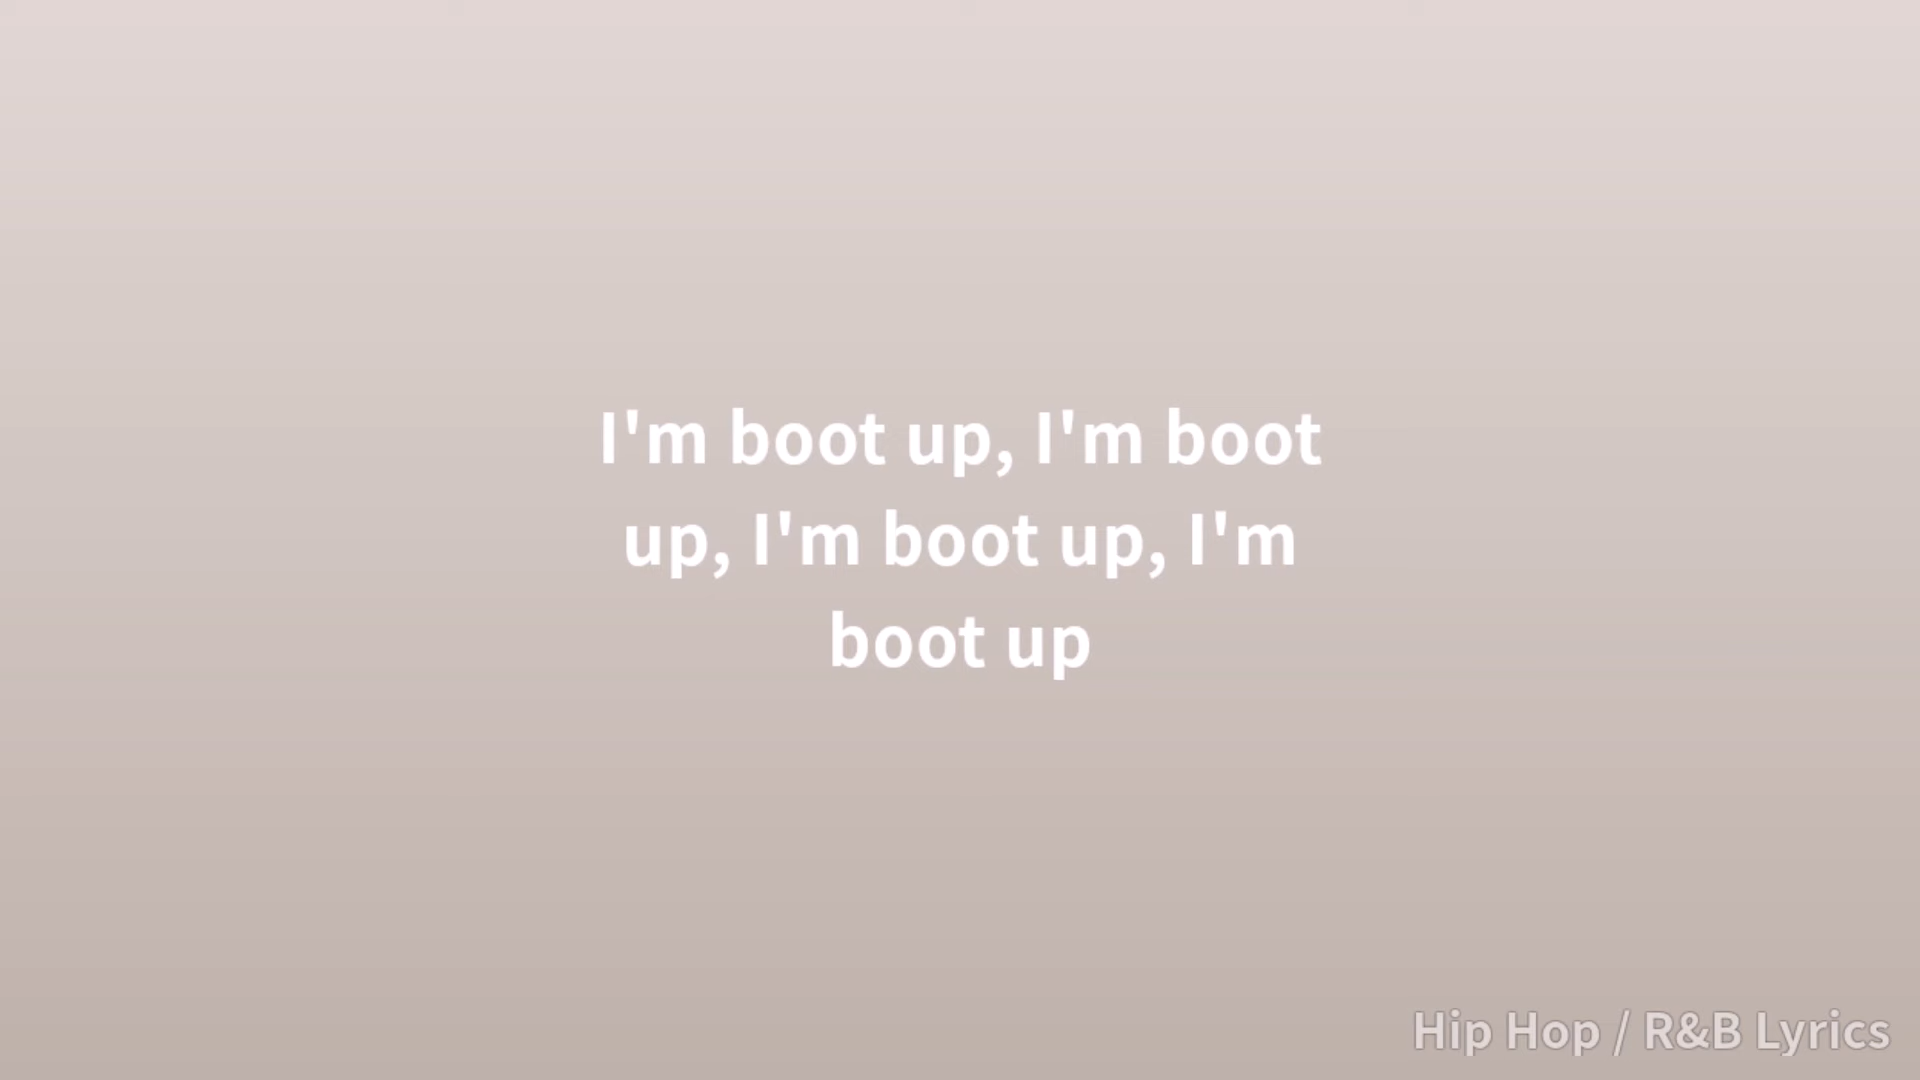 I'm boot up, I'm boot
up, I'm boot up, I'm
boot up
Hip Hop / R&B Lyrics